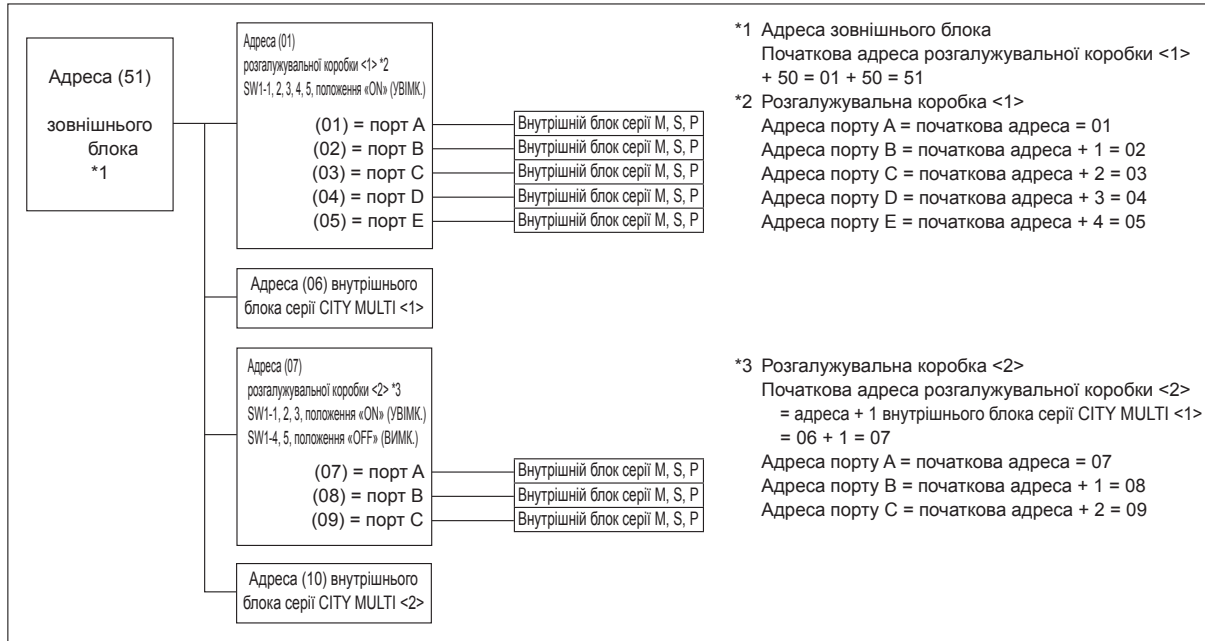 Адреса (51)
зовнішнього
блока
*1
Адреса (01)
розгалужувальної коробки <1> *2
SW1-1, 2, 3, 4, 5, положення «ON» (УВІМК.)
(01) = порт A
(02) = порт B
(03) = порт C
(04) = порт D
(05) = порт E
Внутрішній блок серії M, S, P
Внутрішній блок серії M, S, P
Внутрішній блок серії M, S, P
Внутрішній блок серії M, S, P
Внутрішній блок серії M, S, P
Адреса (06) внутрішнього
блока серії CITY MULTI <1>
Адреса (07)
розгалужувальної коробки <2> *3
SW1-1, 2, 3, положення «ON» (УВІМК.)
SW1-4, 5, положення «OFF» (ВИМК.)
(07) = порт A
(08) = порт B
(09) = порт C
Внутрішній блок серії M, S, P
Внутрішній блок серії M, S, P
Внутрішній блок серії M, S, P
Адреса (10) внутрішнього
блока серії CITY MULTI <2>
*1 Адреса зовнішнього блока
Початкова адреса розгалужувальної коробки <1>
+ 50 = 01 + 50 = 51
*2 Розгалужувальна коробка <1>
Адреса порту A = початкова адреса = 01
Адреса порту B = початкова адреса + 1 = 02
Адреса порту C = початкова адреса + 2 = 03
Адреса порту D = початкова адреса + 3 = 04
Адреса порту E = початкова адреса + 4 = 05
*3 Розгалужувальна коробка <2>
Початкова адреса розгалужувальної коробки <2>
= адреса + 1 внутрішнього блока серії CITY MULTI <1>
= 06 + 1 = 07
Адреса порту A = початкова адреса = 07
Адреса порту B = початкова адреса + 1 = 08
Адреса порту C = початкова адреса + 2 = 09